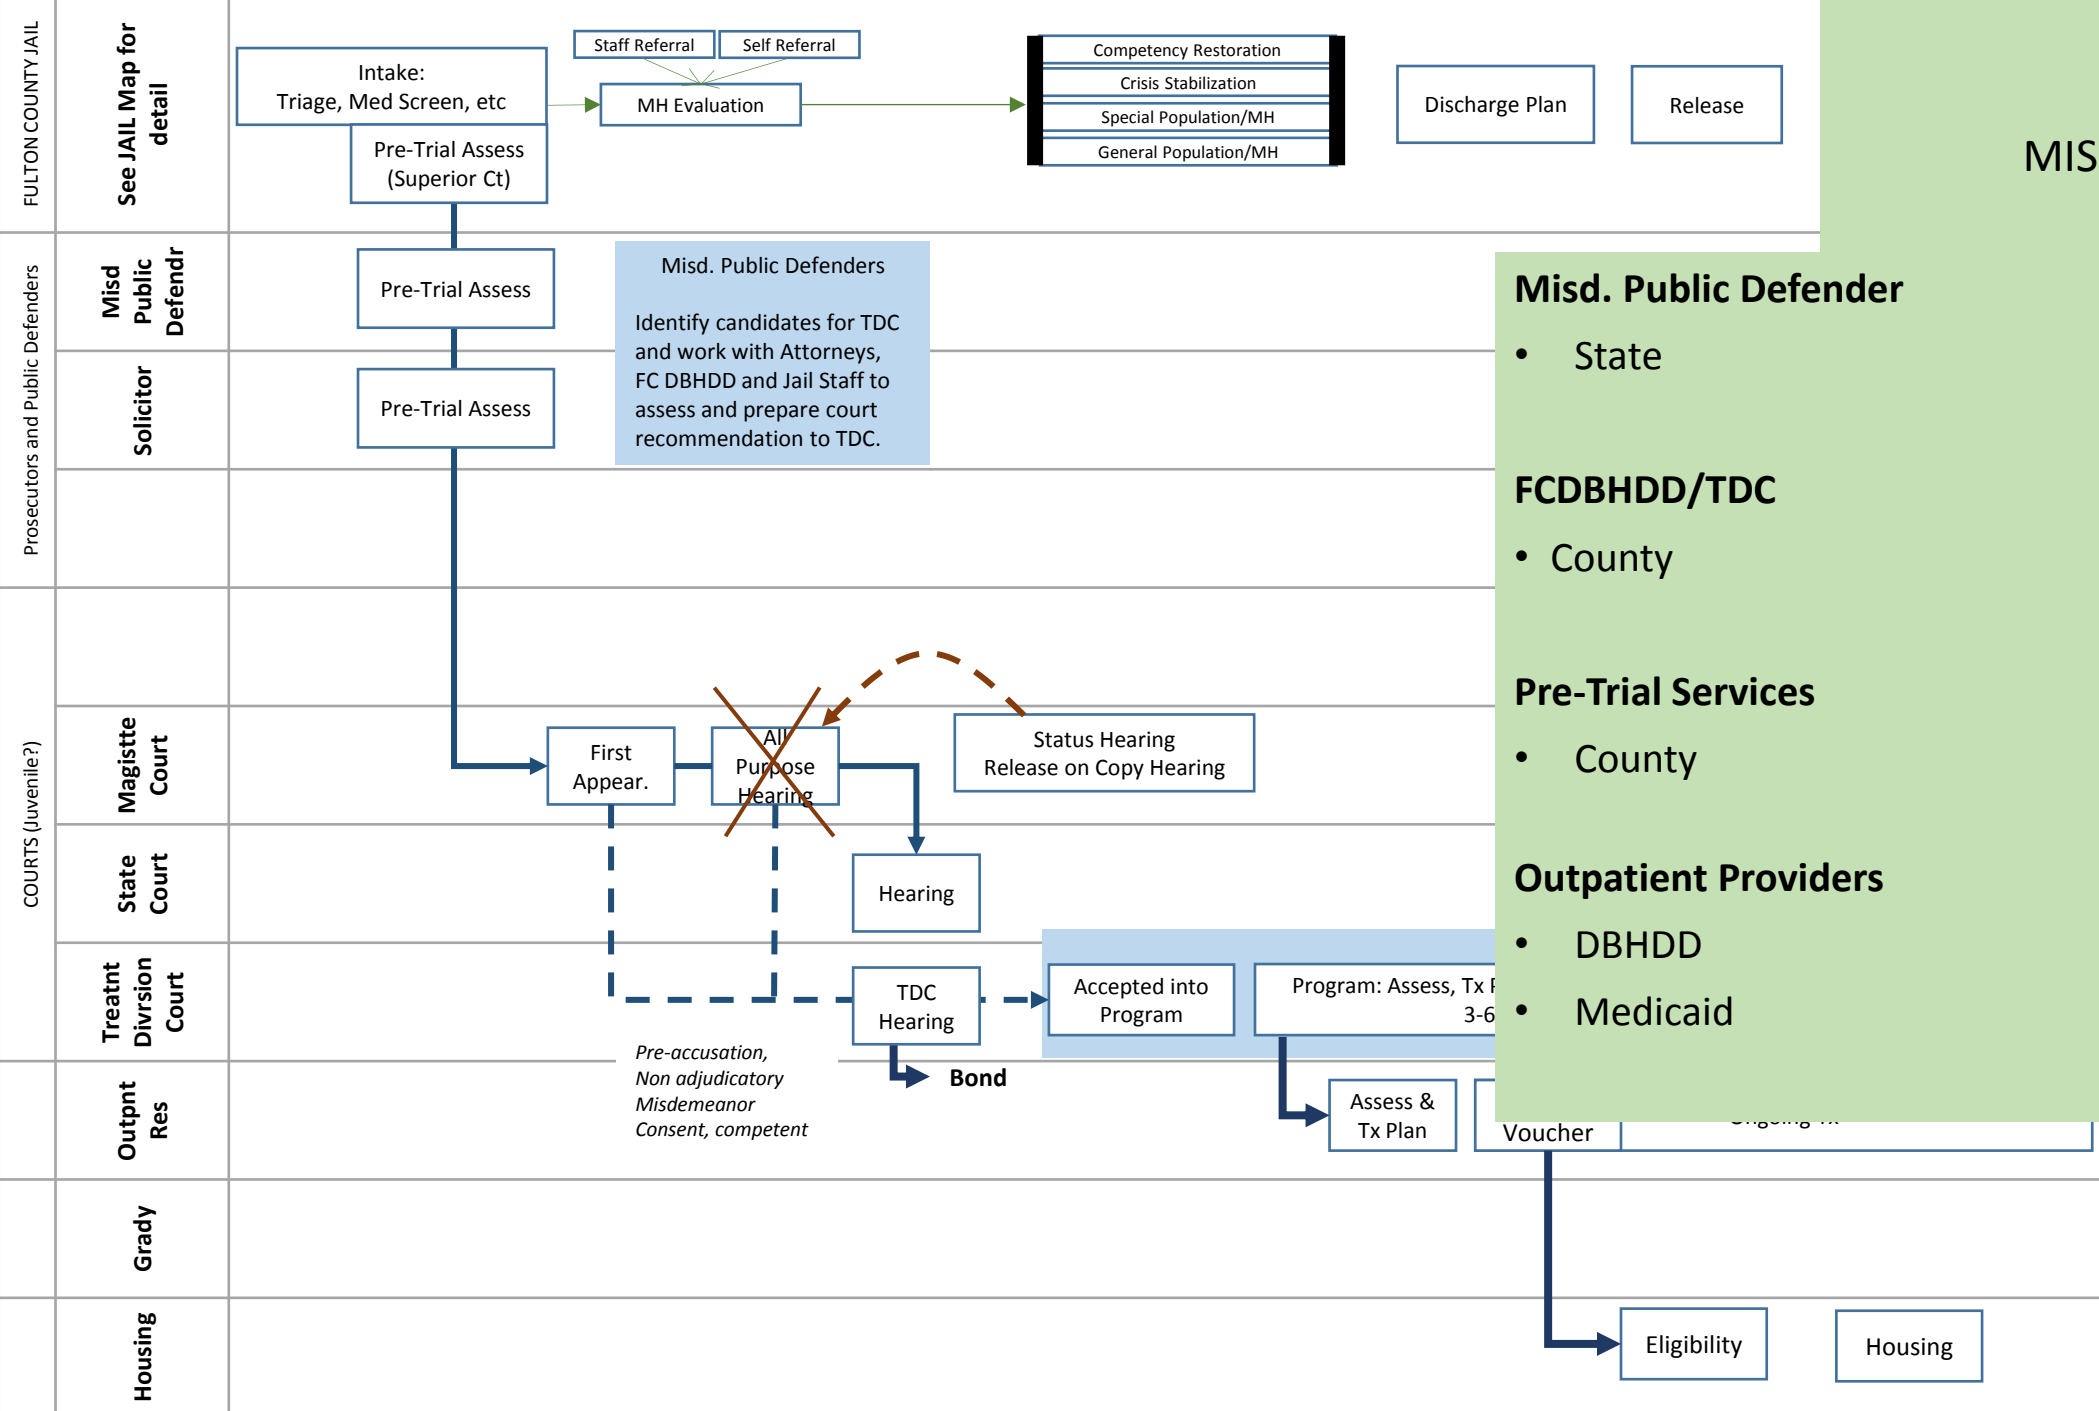 FULTON COUNTY JAIL
See JAIL Map for
detail
Intake:
Triage, Med Screen, etc
Pre-Trial Assess
(Superior Ct)
Staff Referral
Self Referral
MH Evaluation
Competency Restoration
Crisis Stabilization
Special Population/MH
General Population/MH
Discharge Plan
Release
MIS
Prosecutors and Public Defenders
Misd
Public
Defendr
Pre-Trial Assess
Misd. Public Defenders
Identify candidates for TDC
and work with Attorneys,
FC DBHDD and Jail Staff to
assess and prepare court
recommendation to TDC.
Solicitor
Pre-Trial Assess
Misd. Public Defender
• State
FCDBHDD/TDC
• County
Pre-Trial Services
• County
Outpatient Providers
• DBHDD
• Medicaid
COURTS (Juvenile?)
Magistte
Court
First
Appear.
All
Purpose
Hearing
Status Hearing
Release on Copy Hearing
State
Court
Hearing
Treatnt
Divrsion
Court
TDC
Hearing
Accepted into
Program
Program: Assess, Tx
3-6
Pre-accusation,
Non adjudicatory
Misdemeanor
Consent, competent
Bond
Outpnt
Res
Assess &
Tx Plan
Voucher
Ongoing Tx
Grady
Housing
Eligibility
Housing